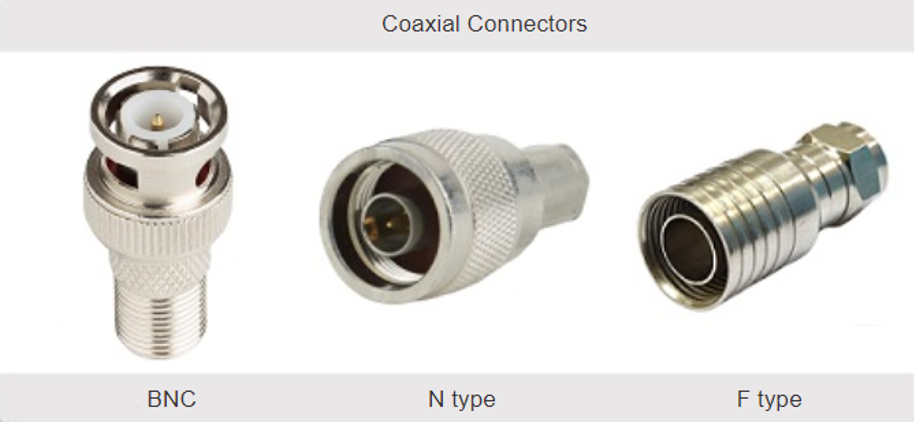 Coaxial Connectors
BNC
N type
F type